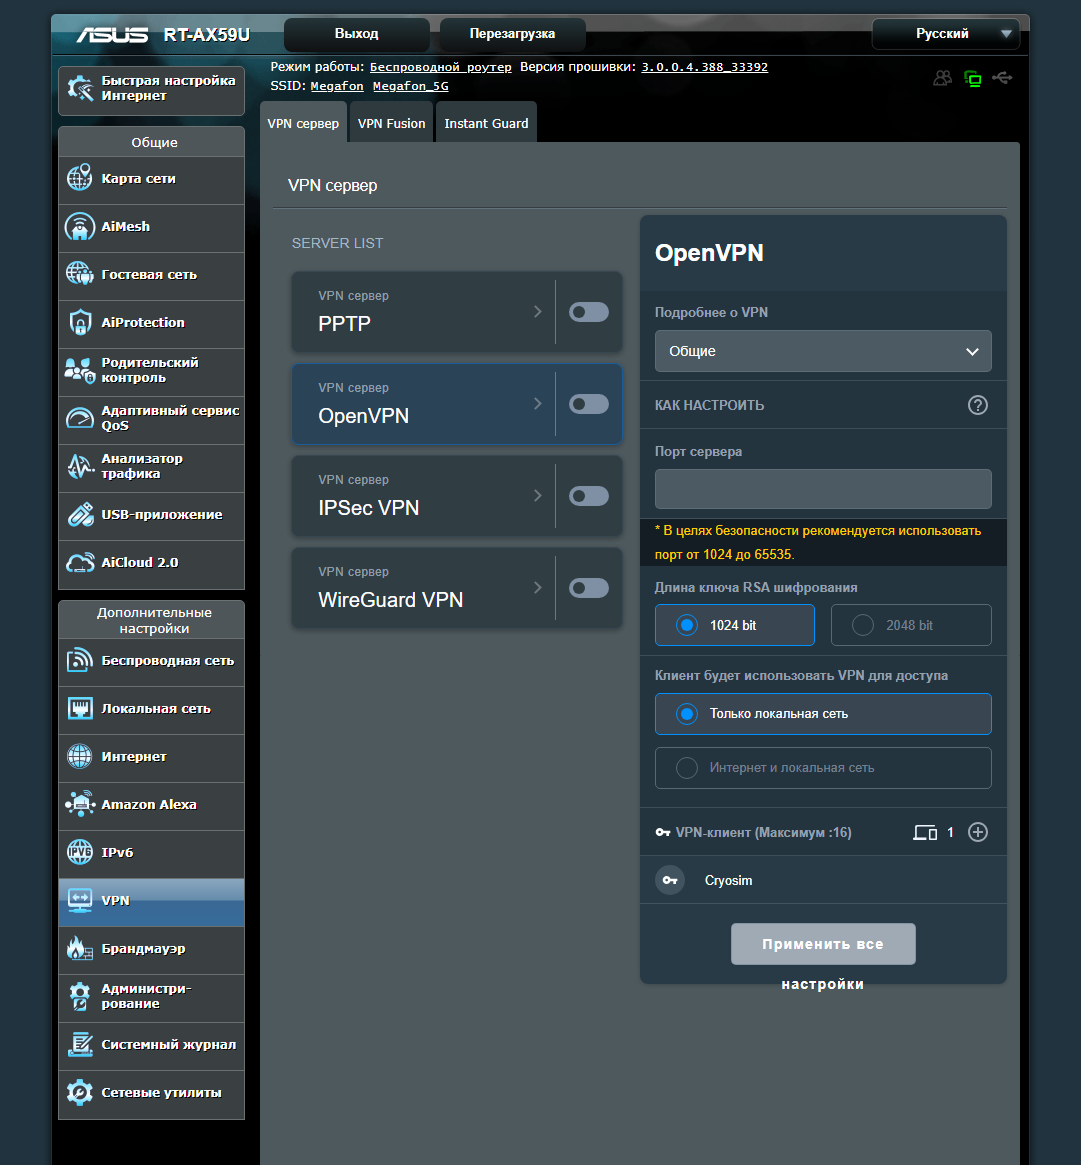 ASUS RT-AX59U
Выход
Перезагрузка
Русский
Режим работы: Беспроводной роутер Версия прошивки: 3.0.0.4.388_33392
SSID: Megafon Megafon_5G
Быстрая настройка
Интернет
Общие
Карта сети
AiMesh
Гостевая сеть
AiProtection
Родительский
контроль
Адаптивный сервис
QoS
Анализатор
трафика
USB-приложение
AiCloud 2.0
Дополнительные
настройки
Беспроводная сеть
Локальная сеть
Интернет
Amazon Alexa
IPv6
VPN
Брандмауэр
Администри-
рование
Системный журнал
Сетевые утилиты
VPN сервер
VPN Fusion
Instant Guard
VPN сервер
SERVER LIST
VPN сервер
PPTP
VPN сервер
OpenVPN
VPN сервер
IPSec VPN
VPN сервер
WireGuard VPN
OpenVPN
Подробнее о VPN
Общие
КАК НАСТРОИТЬ
Порт сервера
* В целях безопасности рекомендуется использовать
порт от 1024 до 65535.
Длина ключа RSA шифрования
1024 bit
2048 bit
Клиент будет использовать VPN для доступа
Только локальная сеть
Интернет и локальная сеть
VPN-клиент (Максимум :16) 1
Cryosim
Применить все
настройки